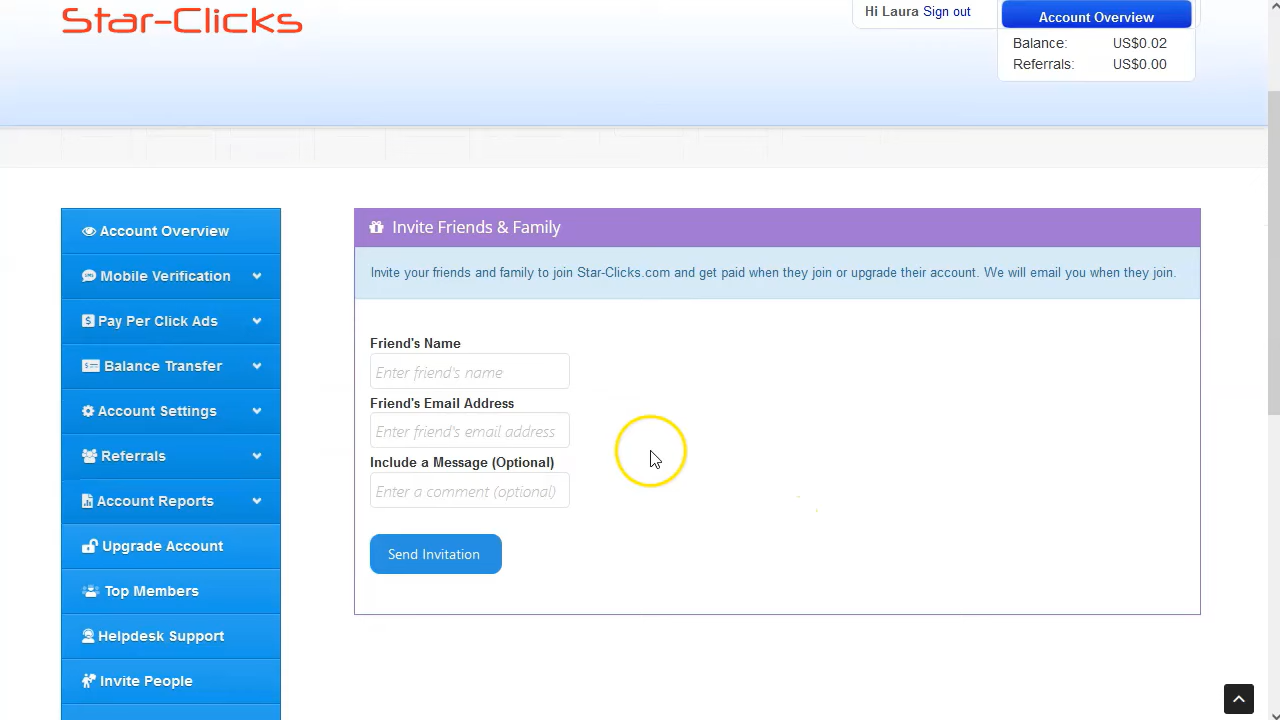 Star-Clicks
Hi Laura Sign out
Account Overview
Balance: US$0.02
Referrals: US$0.00
Account Overview
Mobile Verification
Pay Per Click Ads
Balance Transfer
Account Settings
Referrals
Account Reports
Upgrade Account
Top Members
Helpdesk Support
Invite People
Invite Friends & Family
Invite your friends and family to join Star-Clicks.com and get paid when they join or upgrade their account. We will email you when they join.
Friend's Name
Enter friend's name
Friend's Email Address
Enter friend's email address
Include a Message (Optional)
Enter a comment (optional)
Send Invitation